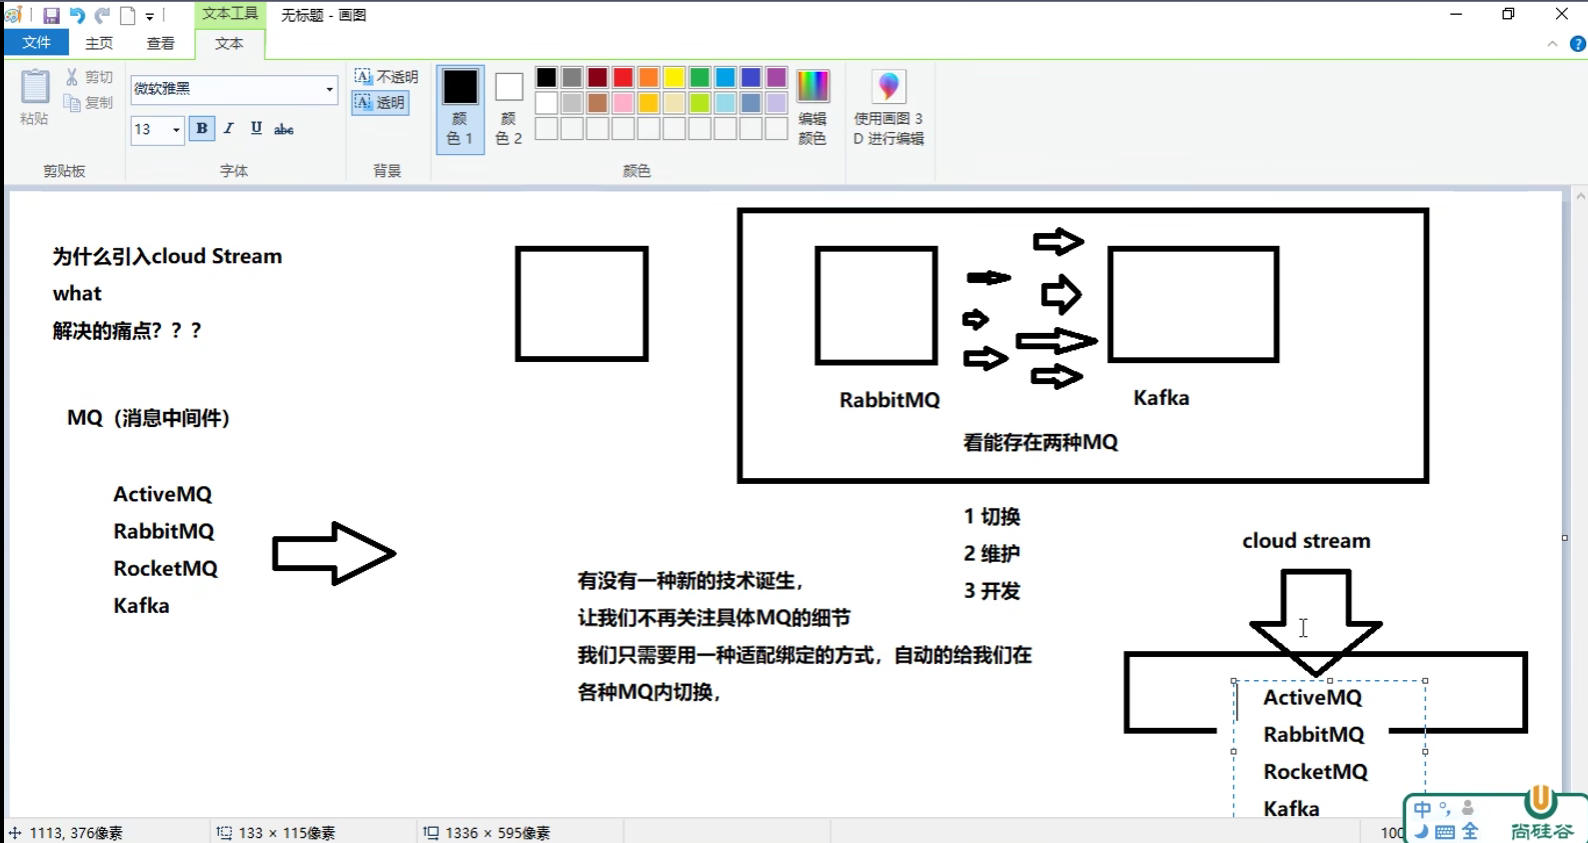 文本工具
无标题 - 画图
文件
主页
查看
文本
粘贴
剪切
复制
剪贴板
微软雅黑
13
B I U abc
字体
不透明
透明
背景
颜色 1
颜色 2
颜色
编辑颜色
使用画图 3D 进行编辑
为什么引入cloud Stream
what
解决的痛点？？？
MQ（消息中间件）
ActiveMQ
RabbitMQ
RocketMQ
Kafka
RabbitMQ
Kafka
看能存在两种MQ
1 切换
2 维护
3 开发
有没有一种新的技术诞生，
让我们不再关注具体MQ的细节
我们只需要用一种适配绑定的方式，自动的给我们在
各种MQ内切换，
cloud stream
ActiveMQ
RabbitMQ
RocketMQ
Kafka
1113, 376像素
133 × 115像素
1336 × 595像素
100
中
全
尚硅谷